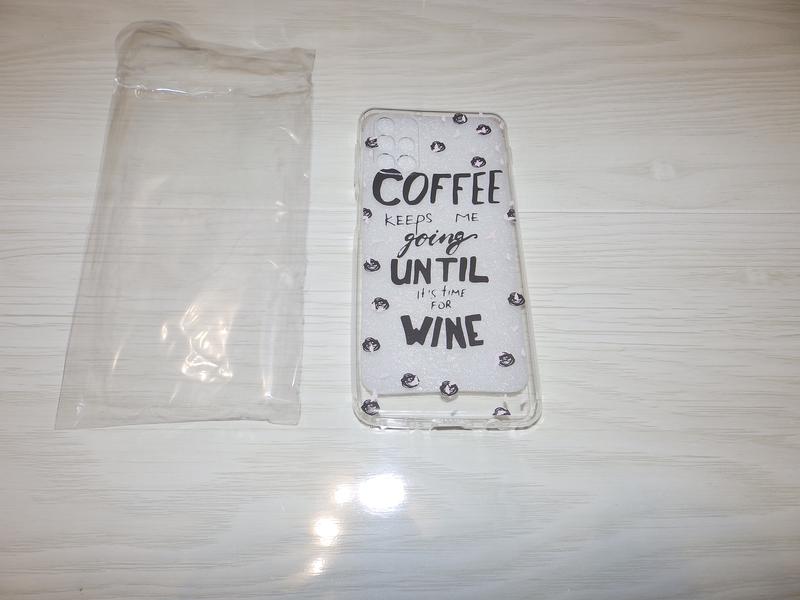 COFFEE
KEEPS ME
going
UNTIL
IT'S TIME
FOR
WINE